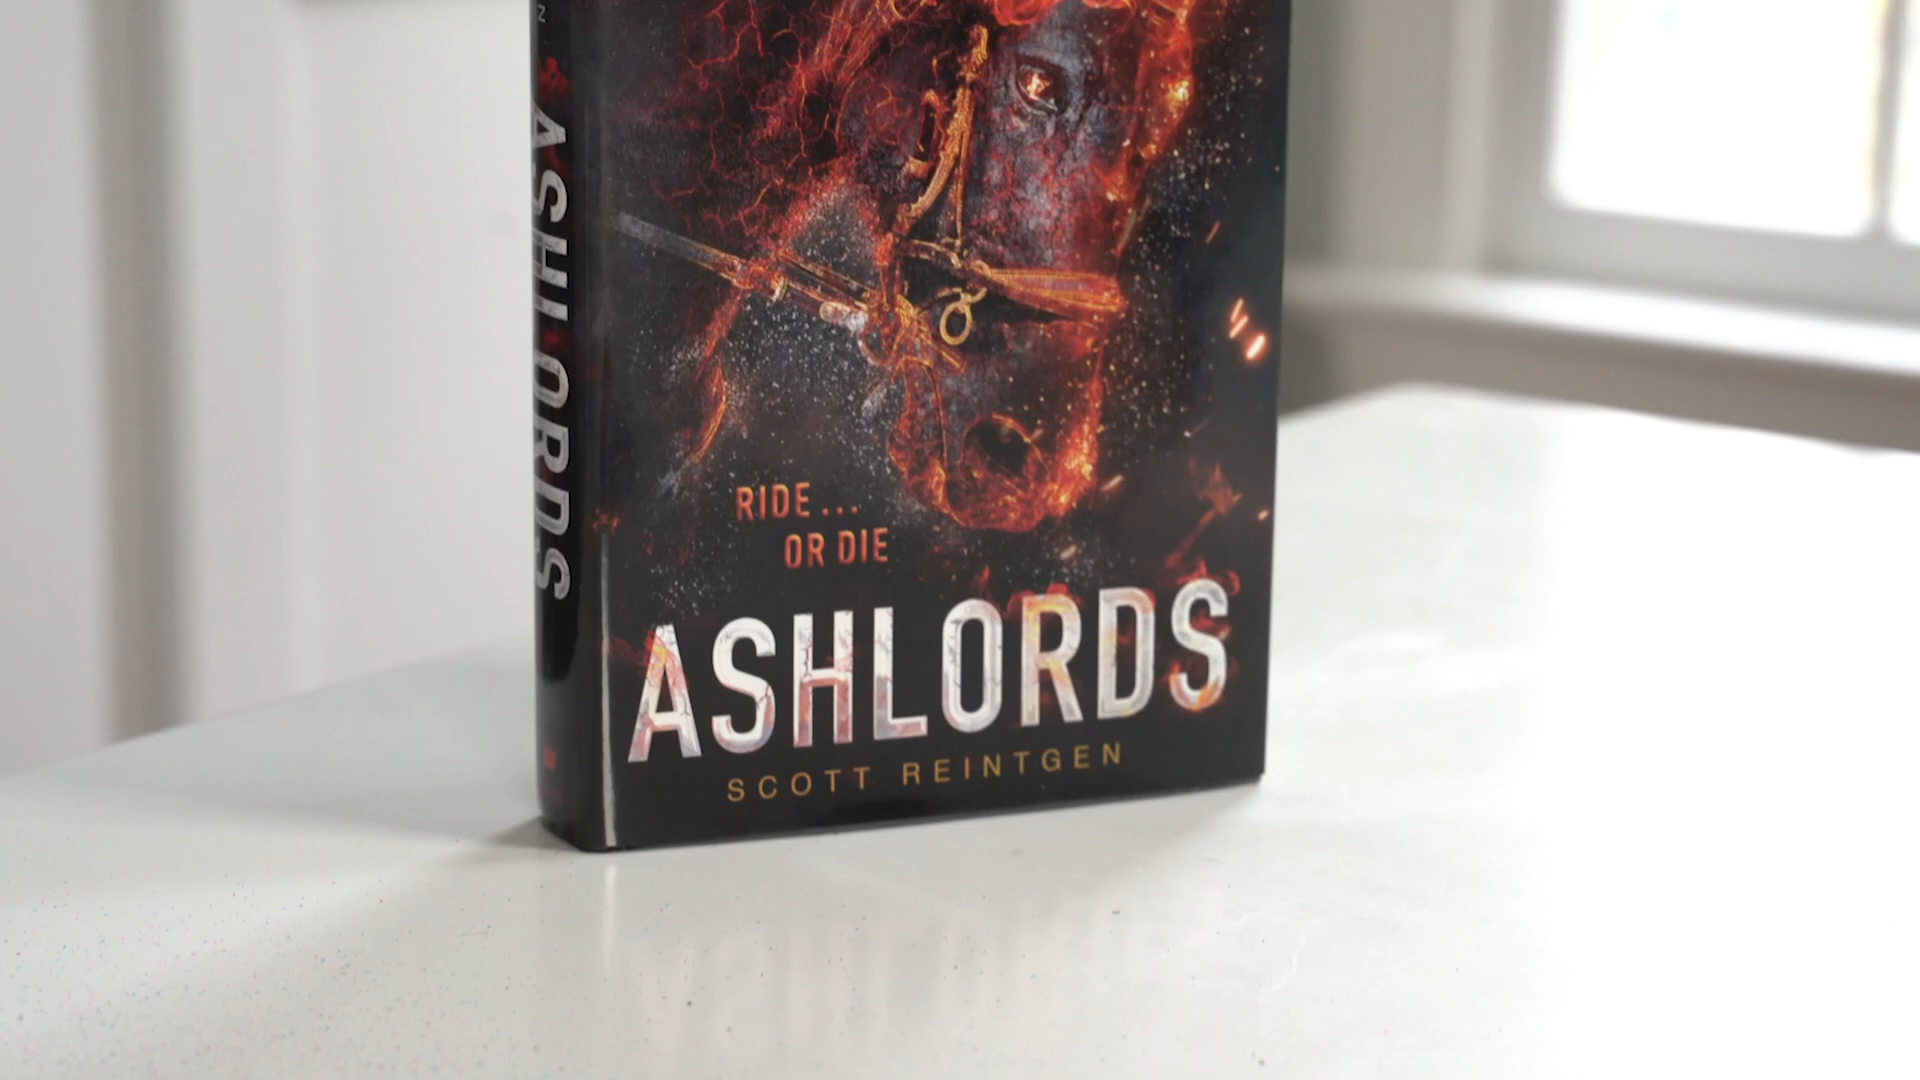 ASHLORDS
RIDE...
OR DIE
ASHLORDS
SCOTT REINTGEN